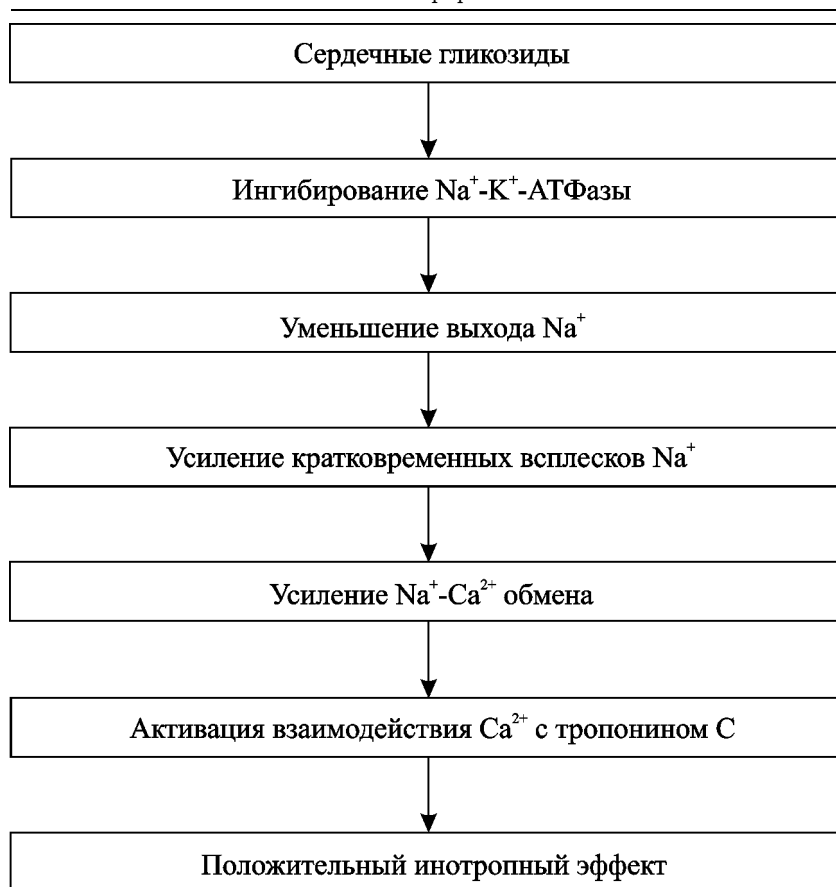 Сердечные гликозиды
Ингибирование Na⁺-K⁺-АТФазы
Уменьшение выхода Na⁺
Усиление кратковременных всплесков Na⁺
Усиление Na⁺-Ca²⁺ обмена
Активация взаимодействия Ca²⁺ с тропонином С
Положительный инотропный эффект